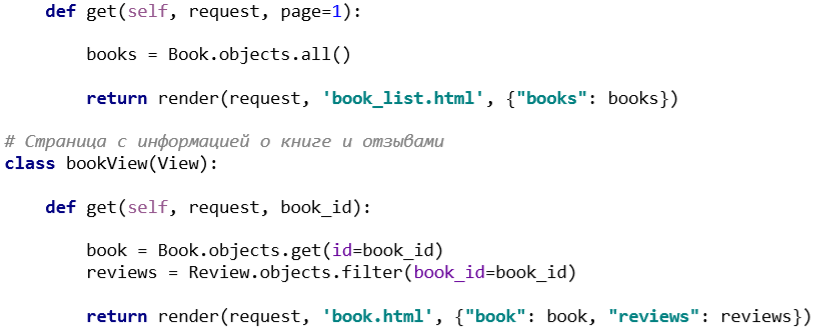 def get(self, request, page=1):
books = Book.objects.all()
return render(request, 'book_list.html', {"books": books})
# Страница с информацией о книге и отзывами
class bookView(View):
def get(self, request, book_id):
book = Book.objects.get(id=book_id)
reviews = Review.objects.filter(book_id=book_id)
return render(request, 'book.html', {"book": book, "reviews": reviews})